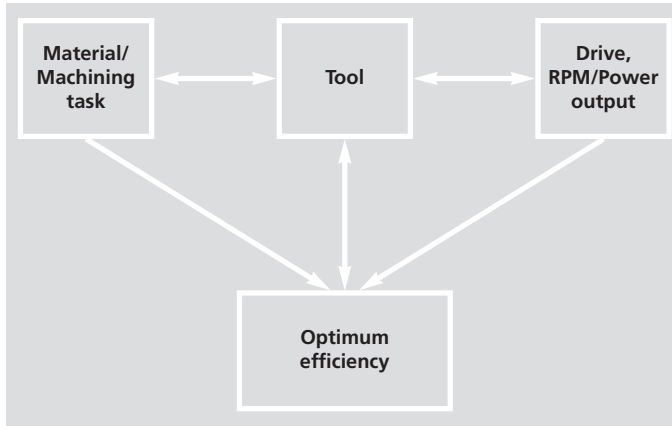 Material/
Machining
task
Tool
Drive,
RPM/Power
output
Optimum
efficiency